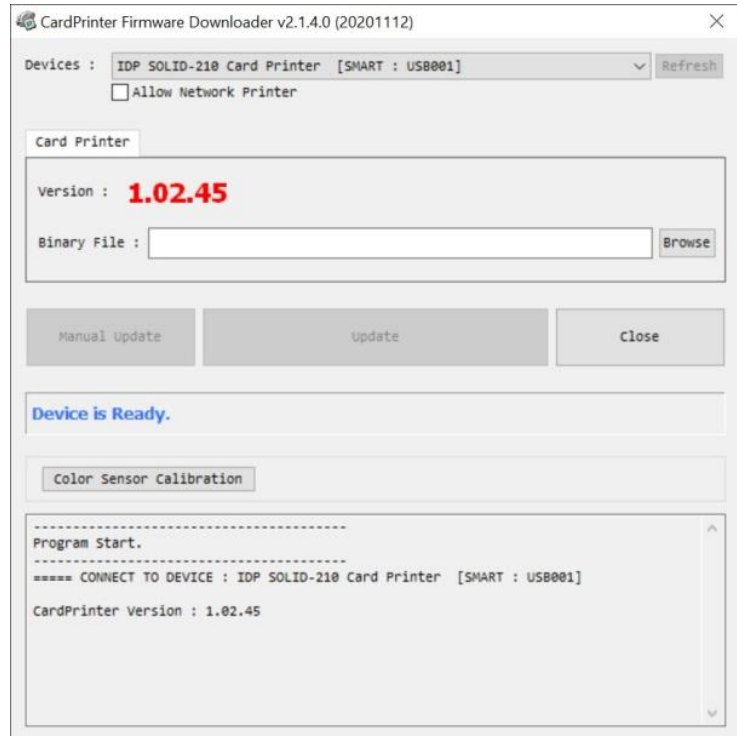 CardPrinter Firmware Downloader v2.1.4.0 (20201112)
Devices : IDP SOLID-210 Card Printer [SMART : USB001] Refresh
Allow Network Printer
Card Printer
Version : 1.02.45
Binary File : Browse
Manual Update Update Close
Device is Ready.
Color Sensor Calibration
----------------------------------------
Program Start.
----------------------------------------
===== CONNECT TO DEVICE : IDP SOLID-210 Card Printer [SMART : USB001]
CardPrinter Version : 1.02.45